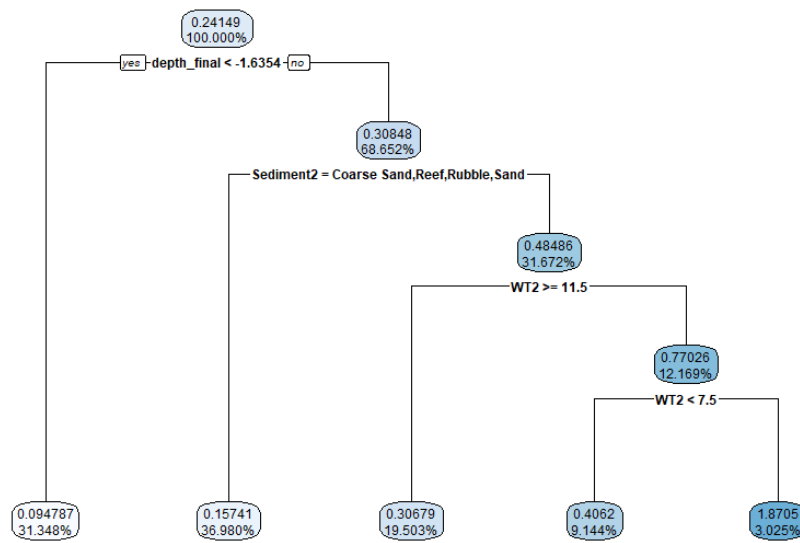 0.24149
100.000%
yes depth_final < -1.6354 no
0.30848
68.652%
Sediment2 = Coarse Sand,Reef,Rubble,Sand
0.48486
31.672%
WT2 >= 11.5
0.77026
12.169%
WT2 < 7.5
0.094787 0.15741 0.30679 0.4062 1.8705
31.348% 36.980% 19.503% 9.144% 3.025%